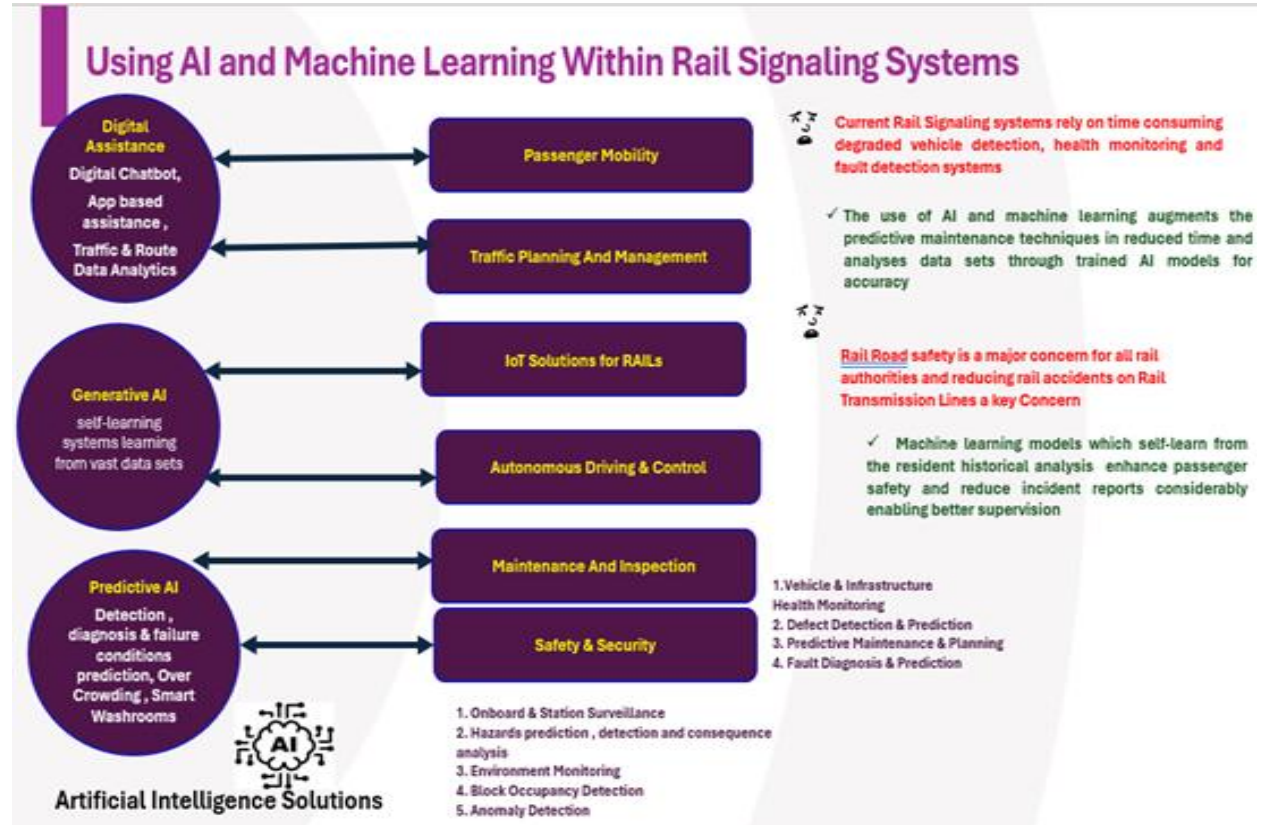 Using AI and Machine Learning Within Rail Signaling Systems
Digital
Assistance
Digital Chatbot,
App based
assistance ,
Traffic & Route
Data Analytics
Generative AI
self-learning
systems learning
from vast data sets
Predictive AI
Detection ,
diagnosis & failure
conditions
prediction, Over
Crowding , Smart
Washrooms
AI
Artificial Intelligence Solutions
Passenger Mobility
Traffic Planning And Management
IoT Solutions for RAILs
Autonomous Driving & Control
Maintenance And Inspection
Safety & Security
1. Onboard & Station Surveillance
2. Hazards prediction , detection and consequence
analysis
3. Environment Monitoring
4. Block Occupancy Detection
5. Anomaly Detection
Current Rail Signaling systems rely on time consuming
degraded vehicle detection, health monitoring and
fault detection systems
✓ The use of AI and machine learning augments the
predictive maintenance techniques in reduced time and
analyses data sets through trained AI models for
accuracy
Rail Road safety is a major concern for all rail
authorities and reducing rail accidents on Rail
Transmission Lines a key Concern
✓ Machine learning models which self-learn from
the resident historical analysis enhance passenger
safety and reduce incident reports considerably
enabling better supervision
1.Vehicle & Infrastructure
Health Monitoring
2. Defect Detection & Prediction
3. Predictive Maintenance & Planning
4. Fault Diagnosis & Prediction